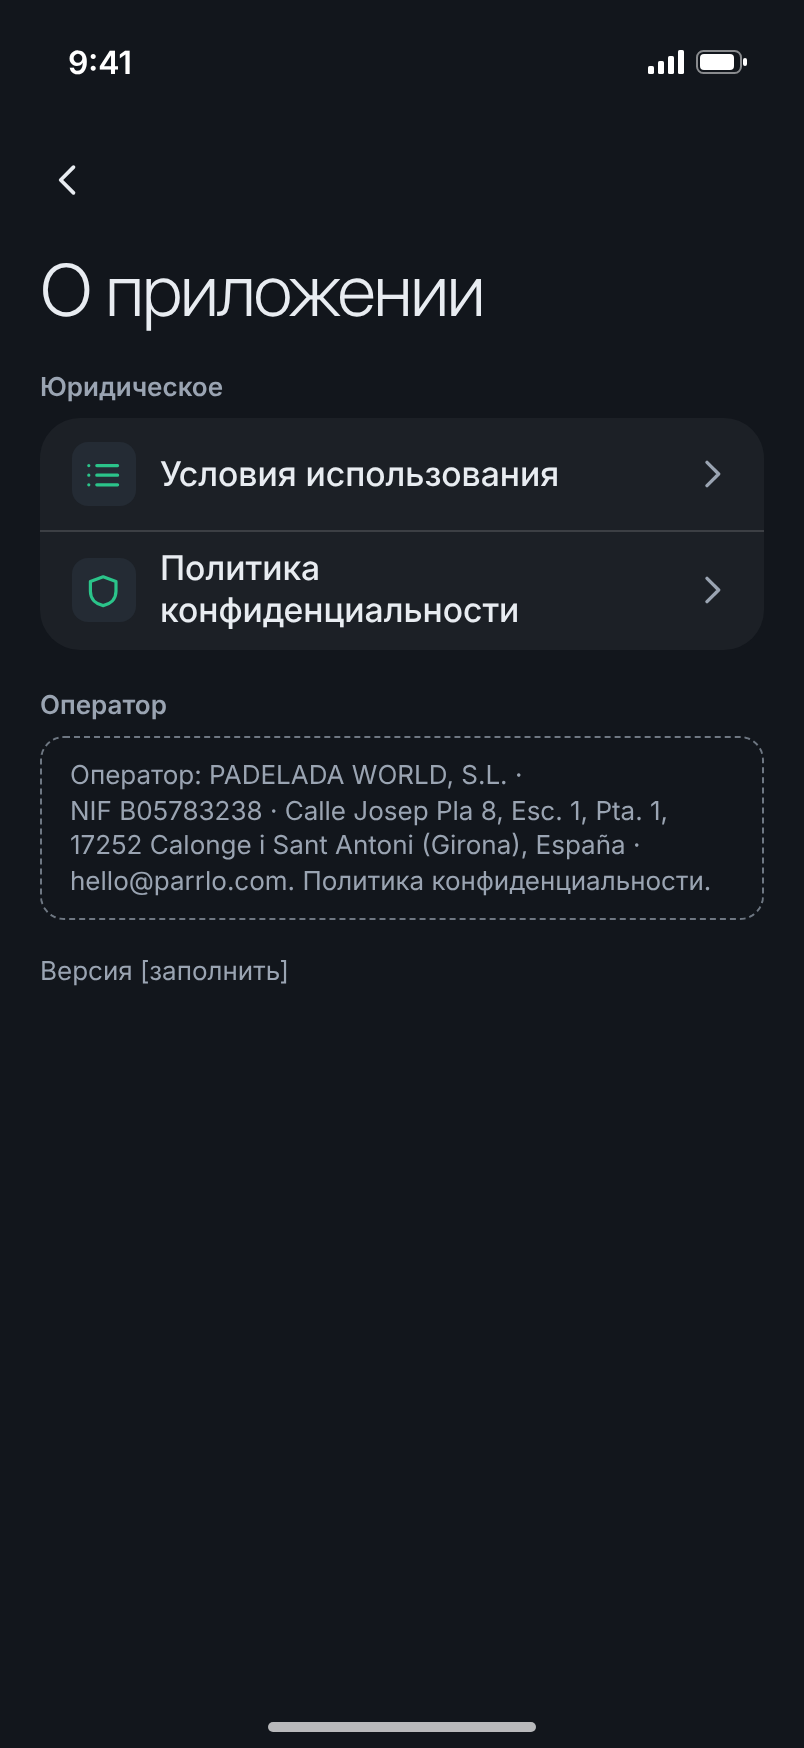 9:41
О приложении
Юридическое
Условия использования
Политика
конфиденциальности
Оператор
Оператор: PADELADA WORLD, S.L. ·
NIF B05783238 · Calle Josep Pla 8, Esc. 1, Pta. 1,
17252 Calonge i Sant Antoni (Girona), España ·
hello@parrlo.com. Политика конфиденциальности.
Версия [заполнить]